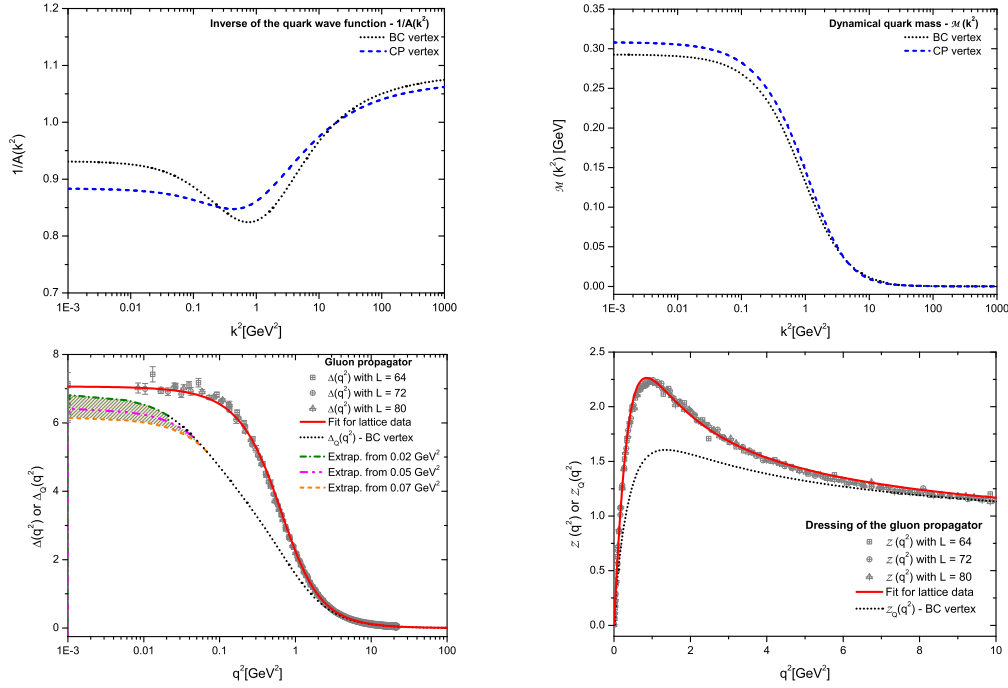 Inverse of the quark wave function - 1/A(k²)
BC vertex
CP vertex
1.2
1.1
1.0
0.9
0.8
0.7
1/A(k²)
1E-3 0.01 0.1 1 10 100 1000
k²[GeV²]
Dynamical quark mass - ℳ(k²)
BC vertex
CP vertex
0.30
0.25
0.20
0.15
0.10
0.05
0.00
ℳ (k²) [GeV]
1E-3 0.01 0.1 1 10 100 1000
k²[GeV²]
Gluon propagator
Δ(q²) with L = 64
Δ(q²) with L = 72
Δ(q²) with L = 80
Fit for lattice data
Δ_Q(q²) - BC vertex
Extrap. from 0.02 GeV²
Extrap. from 0.05 GeV²
Extrap. from 0.07 GeV²
8
6
4
2
0
Δ(q²) or Δ_Q(q²)
1E-3 0.01 0.1 1 10 100
q²[GeV²]
2.5
2.0
1.5
1.0
0.5
0.0
𝒵 (q²) or 𝒵_Q(q²)
Dressing of the gluon propagator
𝒵 (q²) with L = 64
𝒵 (q²) with L = 72
𝒵 (q²) with L = 80
Fit for lattice data
𝒵_Q(q²) - BC vertex
0 2 4 6 8 10
q²[GeV²]